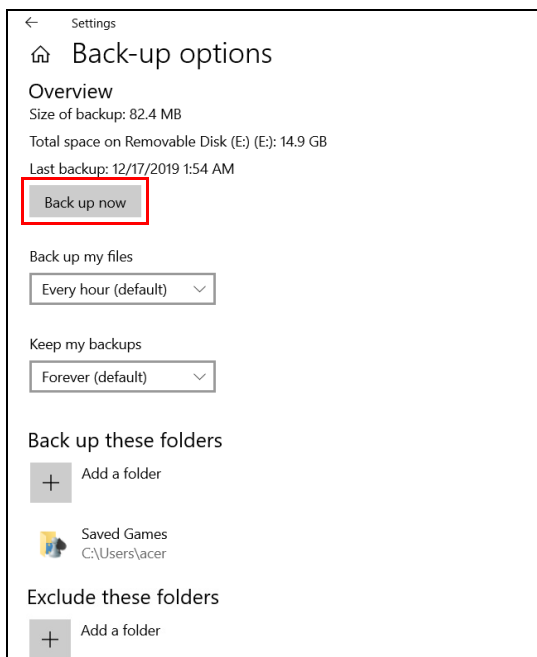 Settings
Back-up options
Overview
Size of backup: 82.4 MB
Total space on Removable Disk (E:) (E:): 14.9 GB
Last backup: 12/17/2019 1:54 AM
Back up now
Back up my files
Every hour (default)
Keep my backups
Forever (default)
Back up these folders
Add a folder
Saved Games
C:\Users\acer
Exclude these folders
Add a folder